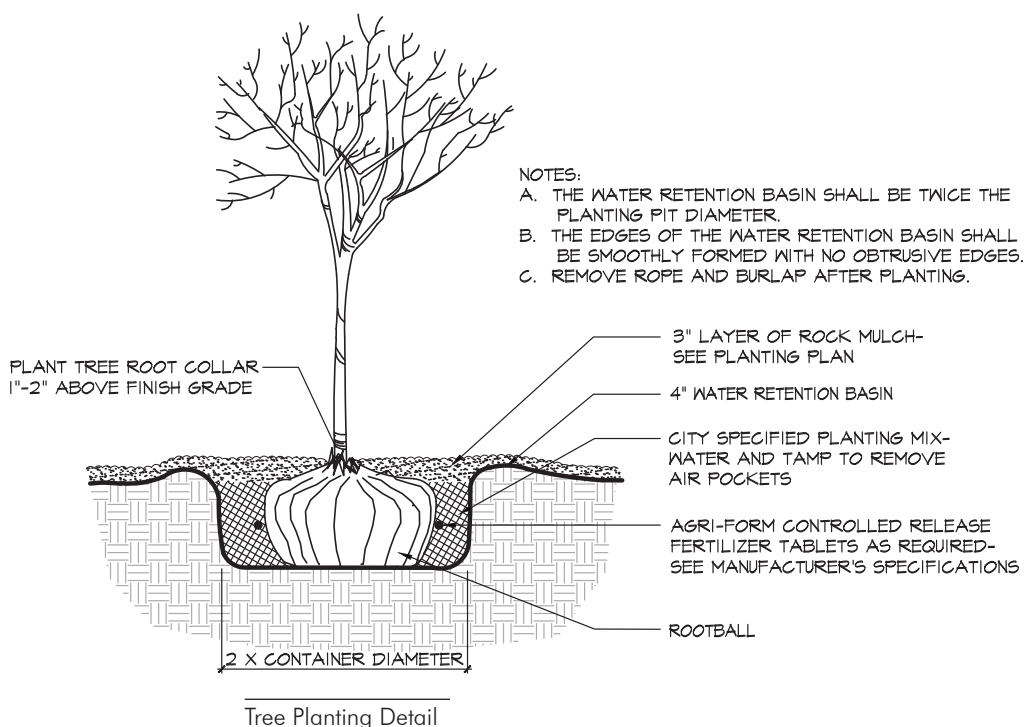 NOTES:
A. THE WATER RETENTION BASIN SHALL BE TWICE THE
PLANTING PIT DIAMETER.
B. THE EDGES OF THE WATER RETENTION BASIN SHALL
BE SMOOTHLY FORMED WITH NO OBTRUSIVE EDGES.
C. REMOVE ROPE AND BURLAP AFTER PLANTING.
PLANT TREE ROOT COLLAR
1"-2" ABOVE FINISH GRADE
3" LAYER OF ROCK MULCH-
SEE PLANTING PLAN
4" WATER RETENTION BASIN
CITY SPECIFIED PLANTING MIX-
WATER AND TAMP TO REMOVE
AIR POCKETS
AGRI-FORM CONTROLLED RELEASE
FERTILIZER TABLETS AS REQUIRED-
SEE MANUFACTURER'S SPECIFICATIONS
ROOTBALL
2 X CONTAINER DIAMETER
Tree Planting Detail